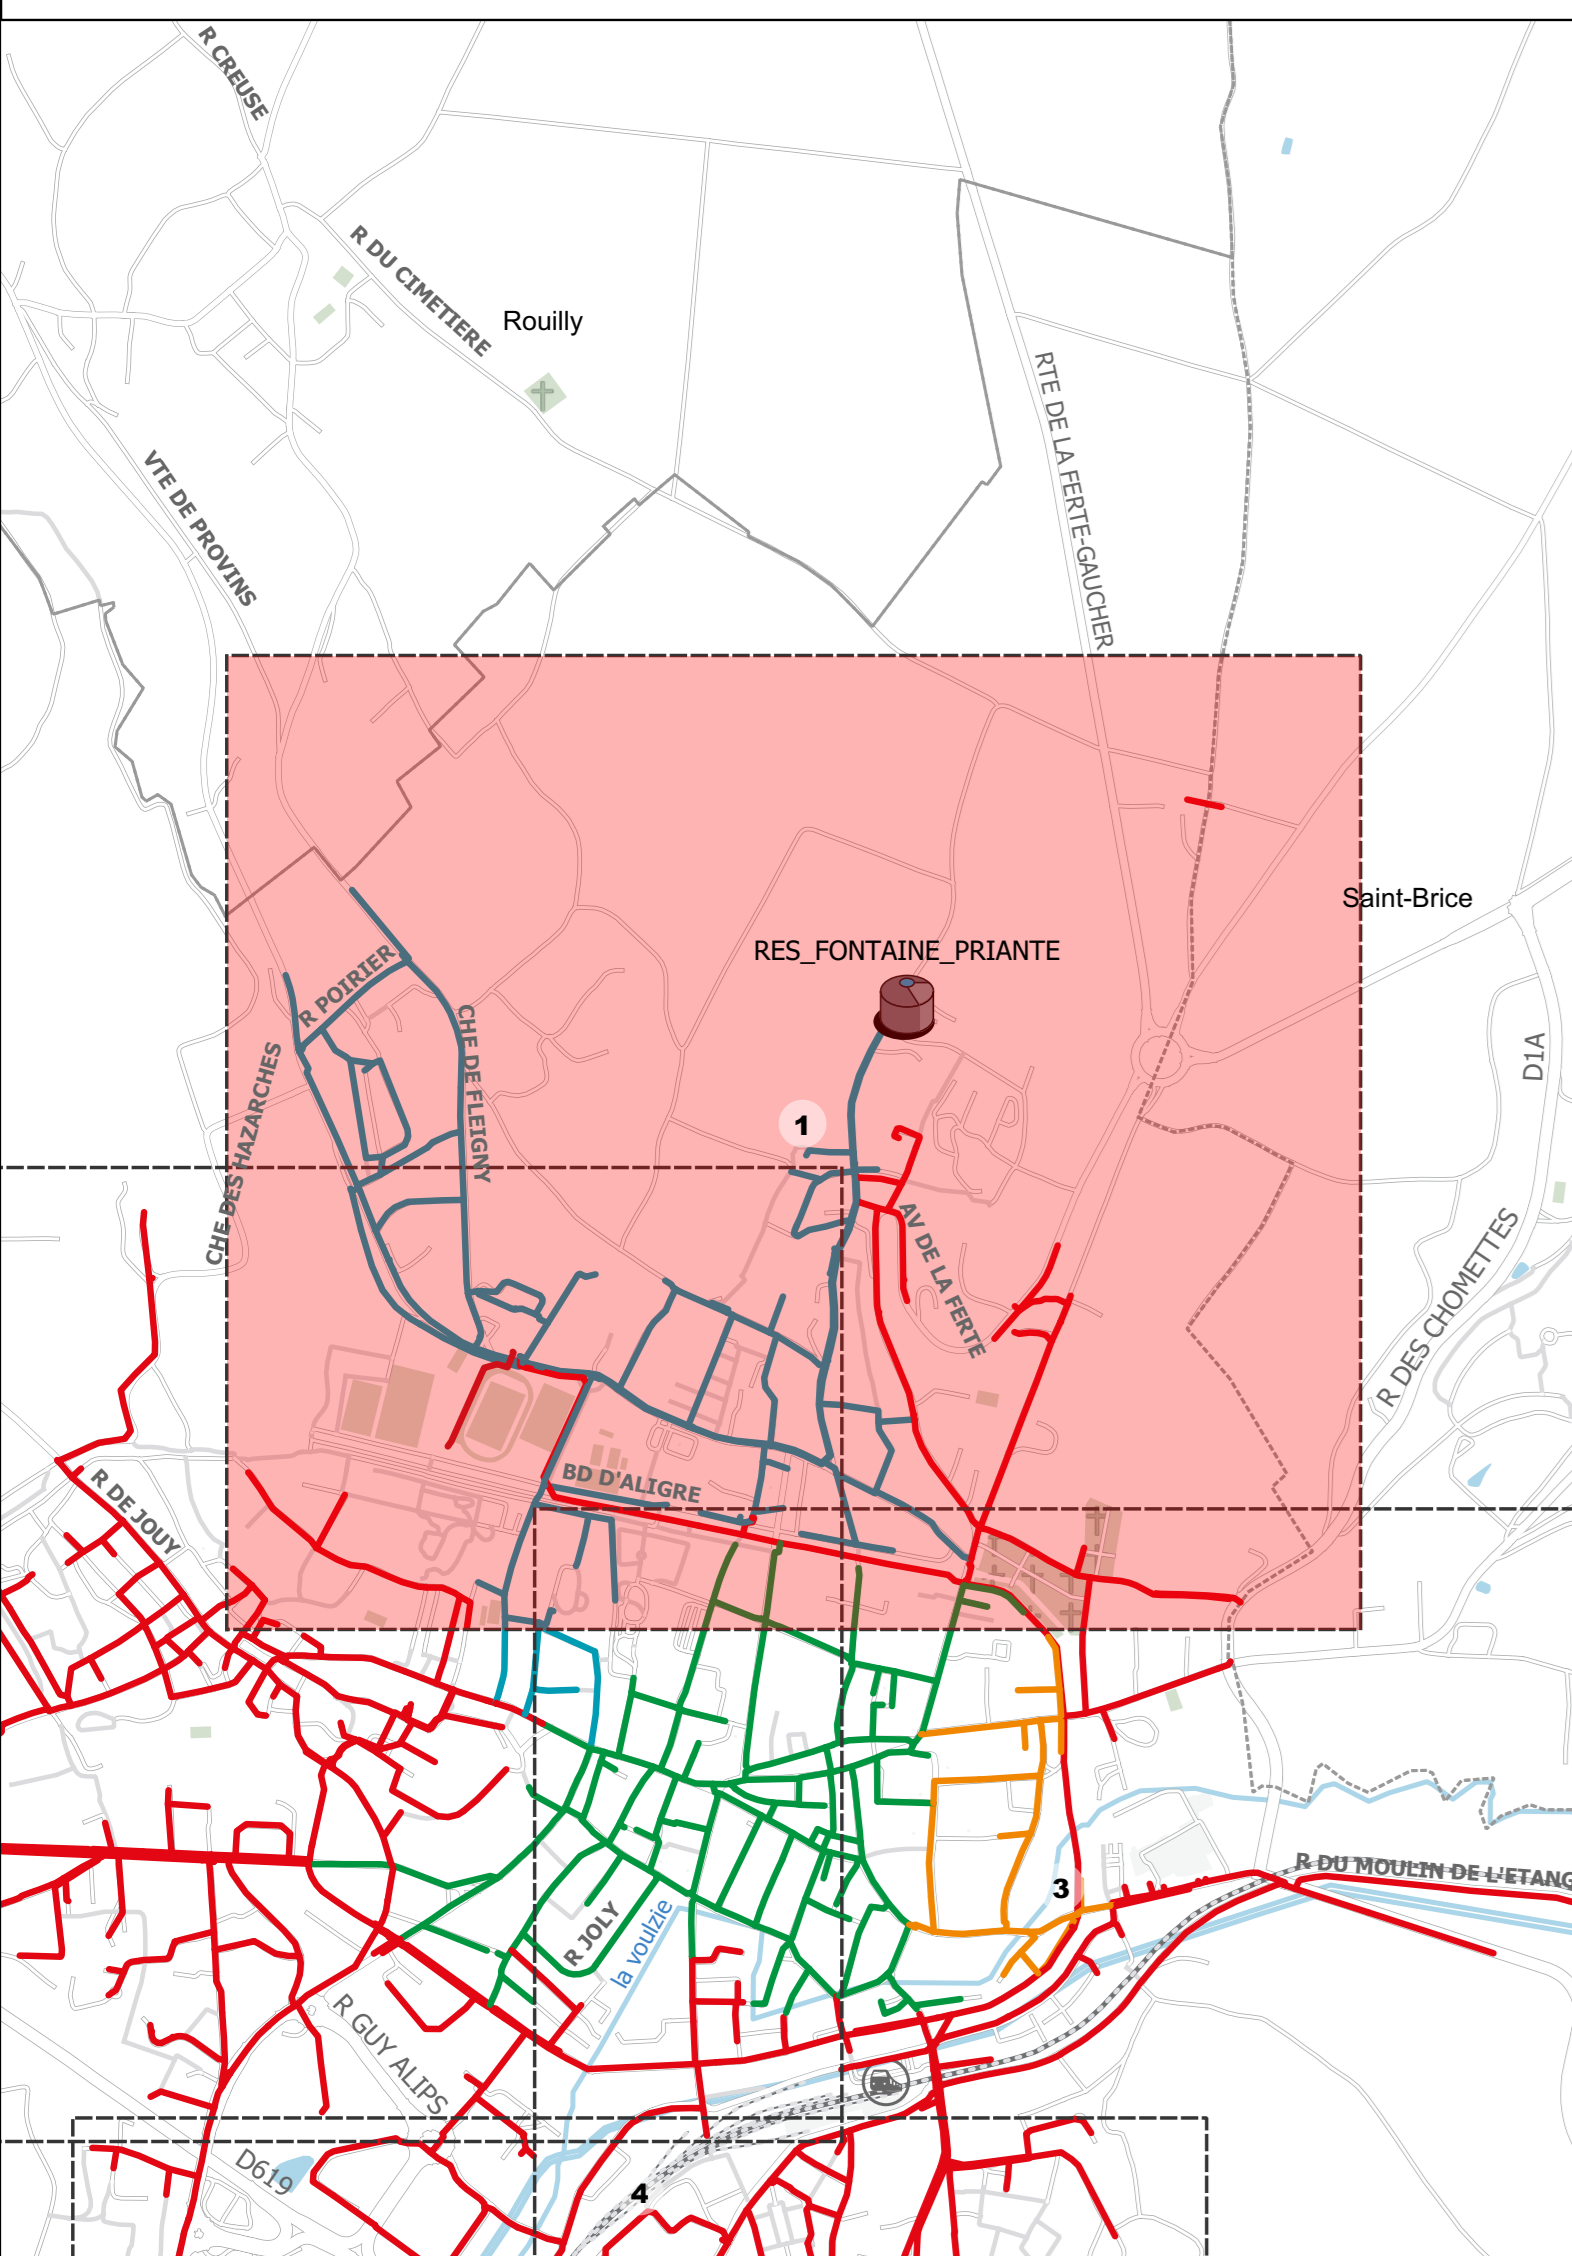 R CREUSE
R DU CIMETIERE
Rouilly
RTE DE LA FERTE-GAUCHER
VTE DE PROVINS
Saint-Brice
RES_FONTAINE_PRIANTE
R POIRIER
CHE DE FLEIGNY
CHE DES HAZARCHES
D1A
1
AV DE LA FERTE
R DES CHOMETTES
BD D'ALIGRE
R DE JOUY
R DU MOULIN DE L'ETANG
3
R JOLY
la voulzie
R GUY ALIPS
D619
4